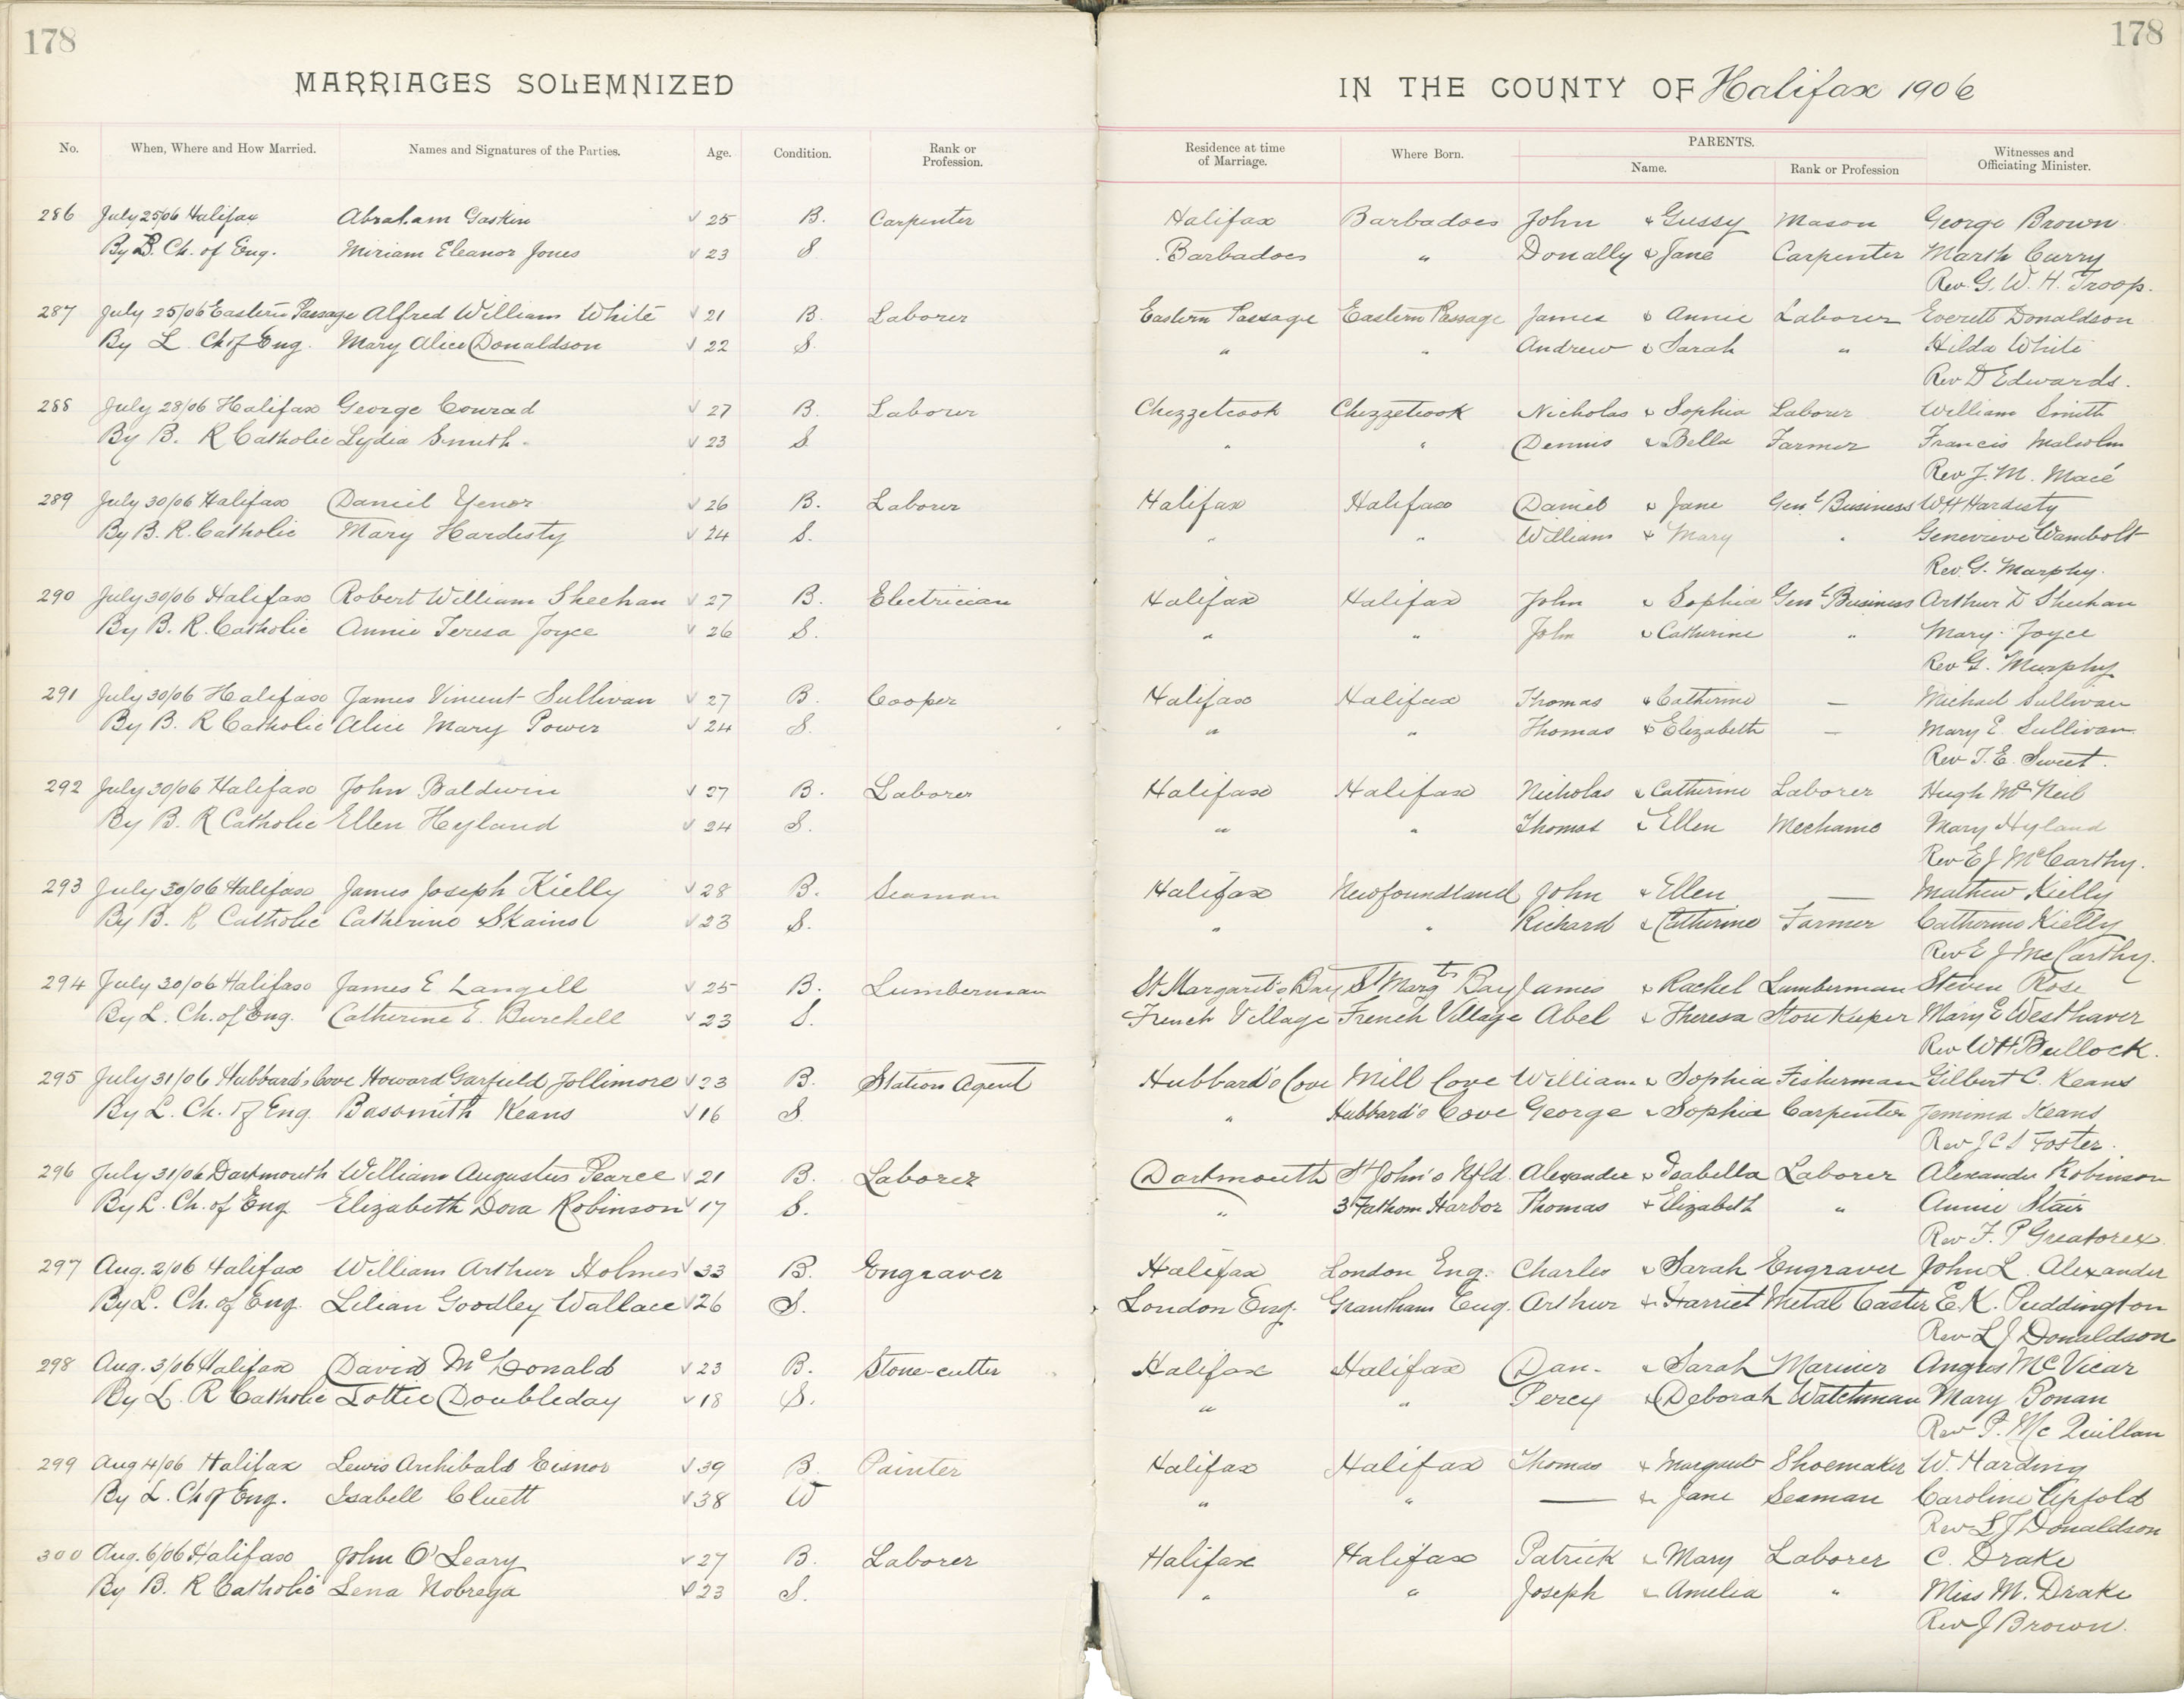 178 178
MARRIAGES SOLEMNIZED IN THE COUNTY OF Halifax 1906
No. When, Where and How Married. Names and Signatures of the Parties. Age. Condition. Rank or Profession. Residence at time of Marriage. Where Born. PARENTS. Name. Rank or Profession Witnesses and Officiating Minister.
286 July 25/06 Halifax Abraham Gaskin √ 25 B. Carpenter Halifax Barbadoes John & Gussy Mason George Brown
By B. Ch. of Eng. Miriam Eleanor Jones √ 23 S Barbadoes " Donally & Jane Carpenter Marsh Curry
Rev. G. W. H. Troop.
287 July 25/06 Eastern Passage Alfred William White √ 21 B. Laborer Eastern Passage Eastern Passage James & Annie Laborer Everett Donaldson
By L Ch of Eng. Mary Alice Donaldson √ 22 S. " " Andrew & Sarah " Hilda White
Rev D Edwards.
288 July 28/06 Halifax George Conrad √ 27 B. Laborer Chezzetcook Chezzetcook Nicholas & Sophia Laborer William Smith
By B. R Catholic Lydia Smith √ 23 S. " " Dennis & Bella Farmer Francis Malcolm
Rev J. M. Macé
289 July 30/06 Halifax Daniel Yenor √ 26 B. Laborer Halifax Halifax Daniel & Jane Genl Business WH Hardesty
By B. R. Catholic Mary Hardesty √ 24 S. " " William & Mary " Genevieve Wambolt
Rev. G. Murphy.
290 July 30/06 Halifax Robert William Sheehan √ 27 B. Electrician Halifax Halifax John & Sophia Genl Business Arthur D Sheehan
By B. R. Catholic Annie Teresa Joyce √ 26 S. " " John & Catherine " Mary Joyce
Rev G. Murphy
291 July 30/06 Halifax James Vincent Sullivan √ 27 B. Cooper Halifax Halifax Thomas & Catherine — Michael Sullivan
By B. R Catholic Alice Mary Power √ 24 S. " " Thomas & Elizabeth — Mary E. Sullivan
Rev T. E. Sweet.
292 July 30/06 Halifax John Baldwin √ 27 B. Laborer Halifax Halifax Nicholas & Catherine Laborer Hugh McNeil
By B. R Catholic Ellen Hyland √ 24 S. " " Thomas & Ellen Mechanic Mary Hyland
Rev E J McCarthy.
293 July 30/06 Halifax James Joseph Kielly √ 28 B. Seaman Halifax Newfoundland John & Ellen — Mathew Kielly
By B. R Catholic Catherine √ 23 S. " " Richard & Catherine Farmer Catherine Kielly
Rev E J McCarthy.
294 July 30/06 Halifax James E Langill √ 25 B. Lumberman St Margaret's Bay St Margts Bay James & Rachel Lumberman Steven Rose
By L. Ch. of Eng. Catherine E. Burchell √ 23 S. French Village French Village Abel & Theresa Store Keeper Mary E Westhaver
Rev WH Bullock.
295 July 31/06 Hubbard's Cove Howard Garfield Jollimore √ 23 B. Station Agent Hubbard's Cove Mill Cove William & Sophia Fisherman Gilbert C. Keans
By L. Ch. of Eng. Keans √ 16 S. " Hubbard's Cove George & Sophia Carpenter Jemima Keans
Rev J C S Foster.
296 July 31/06 Dartmouth William Augustus Pearce √ 21 B. Laborer Dartmouth St John's Nfld. Alexander & Isabella Laborer Alexander Robinson
By L. Ch. of Eng. Elizabeth Dora Robinson √ 17 S. " 3 Fathom Harbor Thomas & Elizabeth " Annie Stair
Rev F. P Greatorex
297 Aug. 2/06 Halifax William Arthur Holmes √ 33 B. Engraver Halifax London Eng. Charles & Sarah Engraver John L. Alexander
By L. Ch. of Eng. Lilian Goodley Wallace √ 26 S. London Eng. Grantham Eng. Arthur & Harriet Metal Caster E. K. Puddington
Rev L J Donaldson
298 Aug. 3/06 Halifax David McDonald √ 23 B. Stone-cutter Halifax Halifax Dan. & Sarah Mariner Angus McVicar
By L. R Catholic Lottie Doubleday √ 18 S. " " Percy & Deborah Watchman Mary Ronan
Rev P. Mc Quillan
299 Aug 4/06 Halifax Lewis Archibald Eisnor √ 39 B. Painter Halifax Halifax Thomas & Margaret Shoemaker W. Harding
By L. Ch of Eng. Isabell Cluett √ 38 W " " — & Jane Seaman Caroline Upfold
Rev L J Donaldson
300 Aug. 6/06 Halifax John O'Leary √ 27 B. Laborer Halifax Halifax Patrick & Mary Laborer C. Drake
By B. R Catholic Lena Nobrega √ 23 S. " " Joseph & Amelia " Miss M. Drake
Rev J Brown.